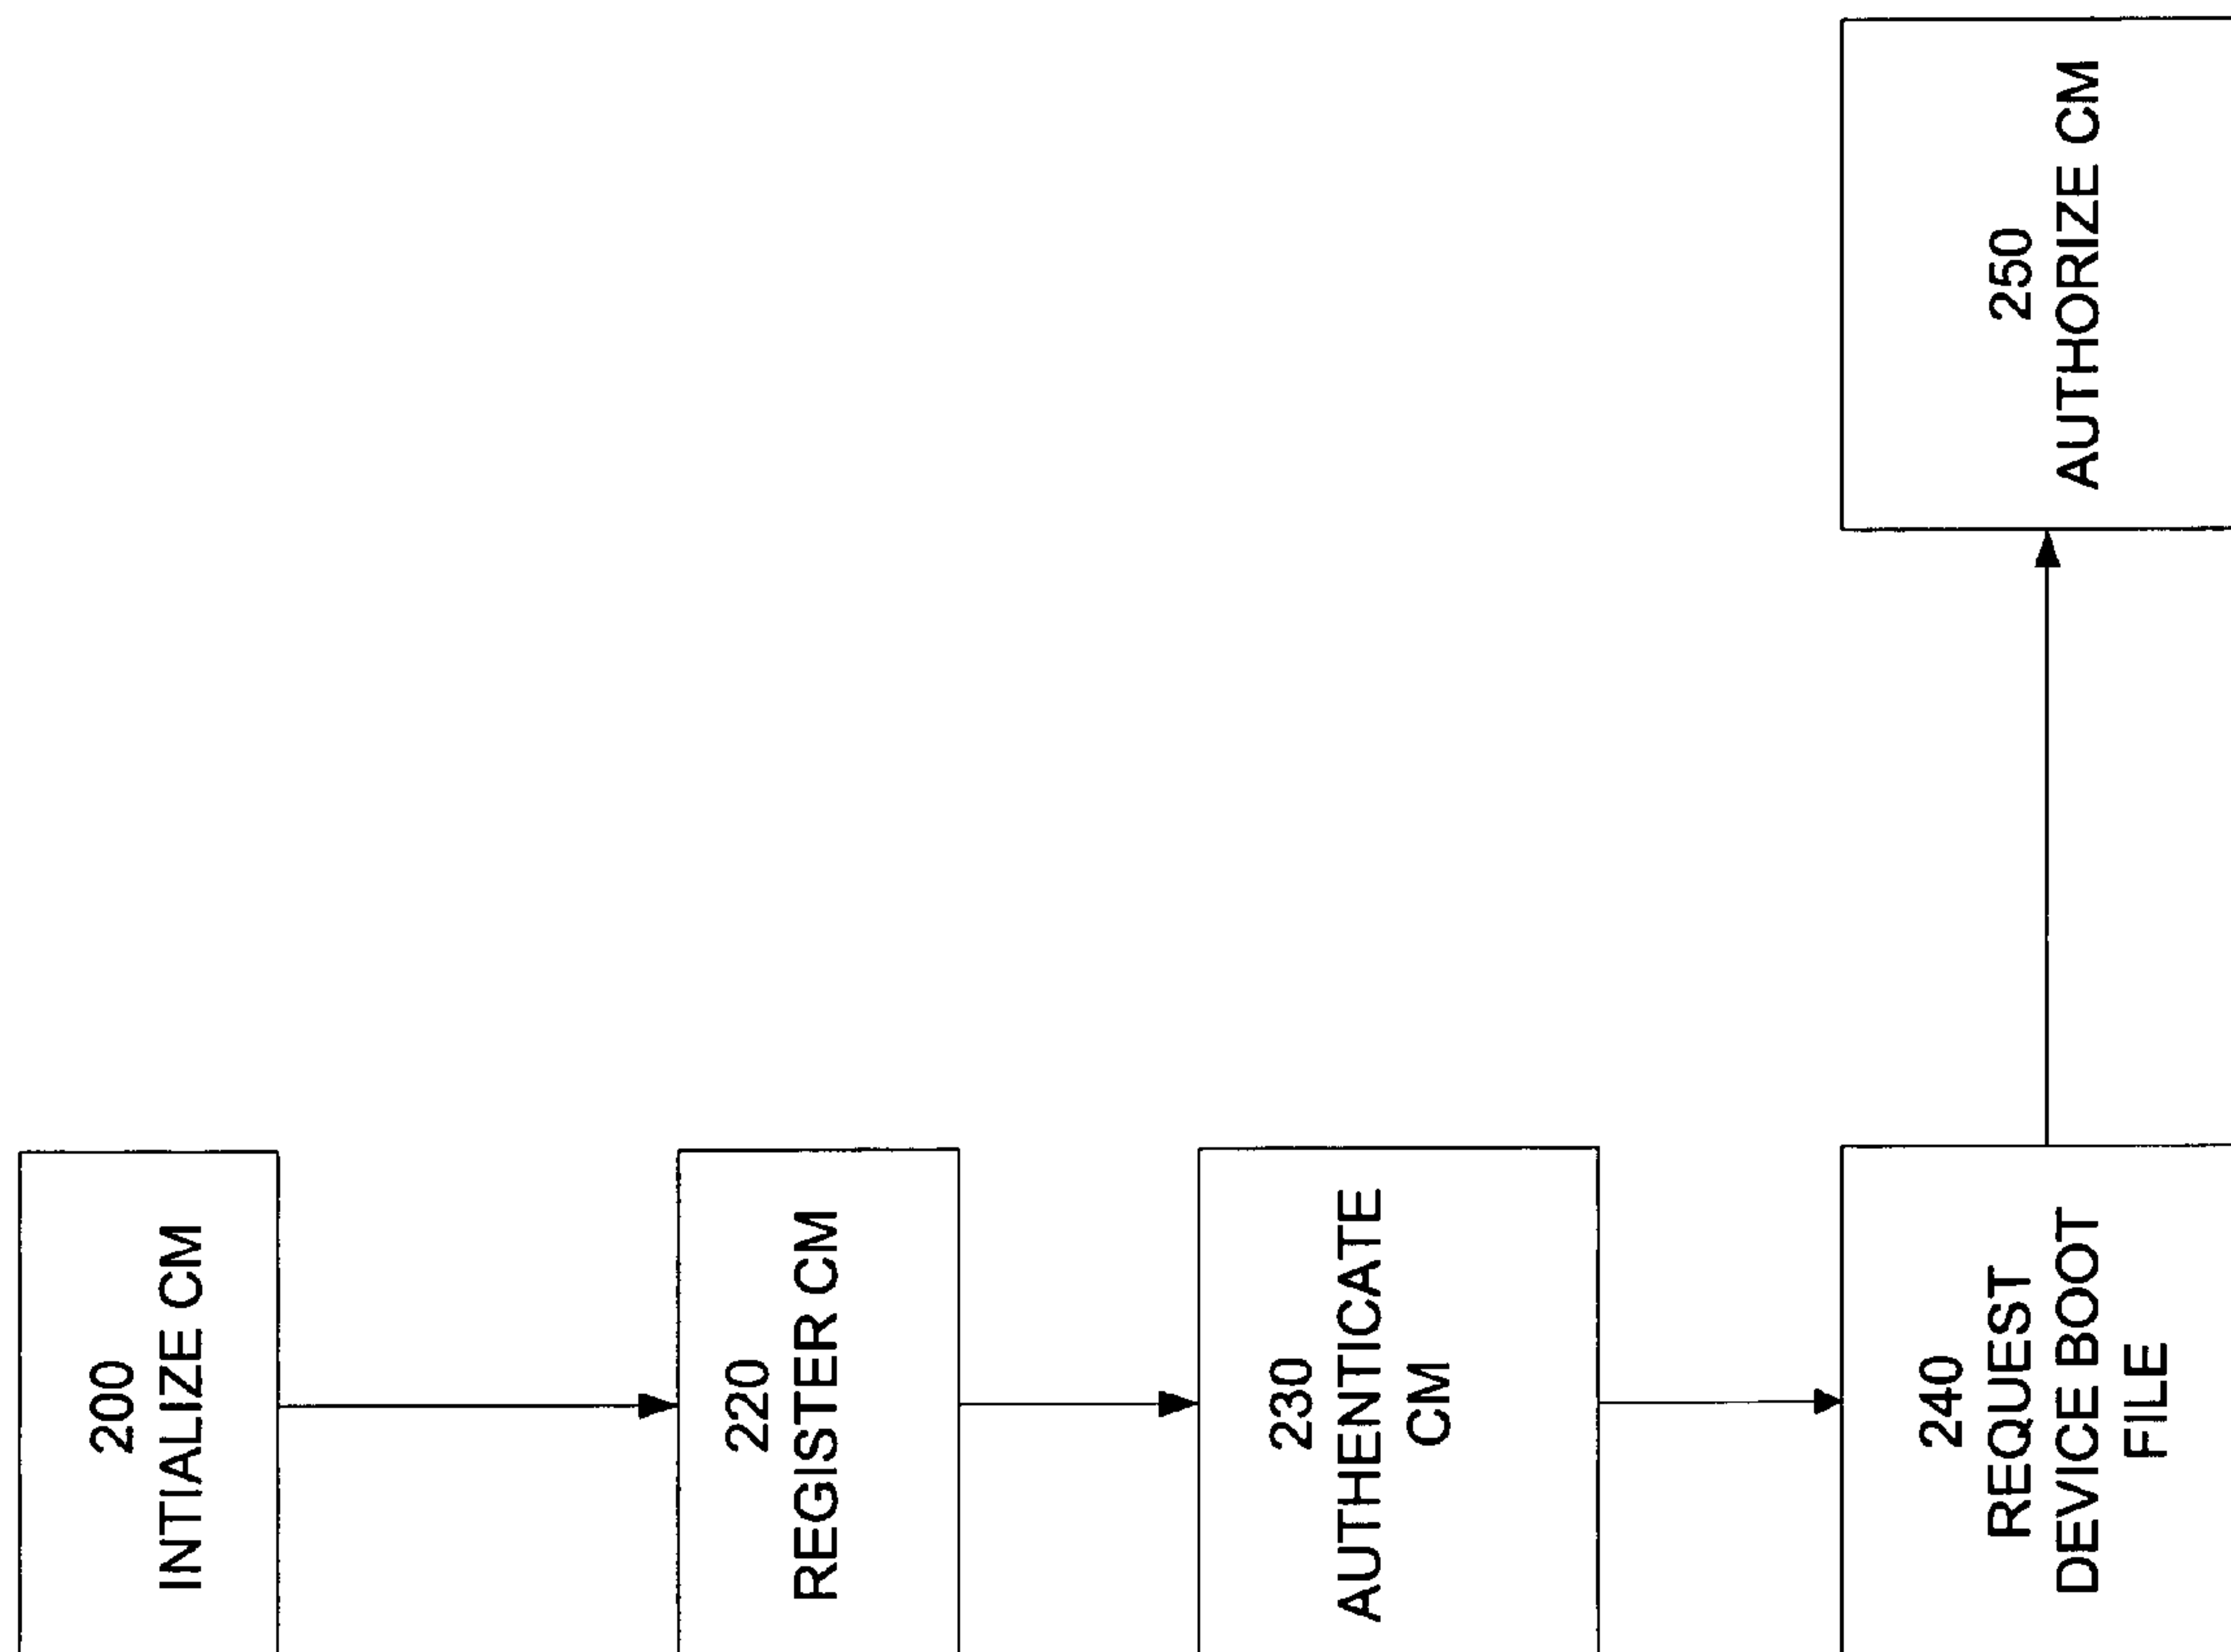 200
INTIALIZE CM
220
REGISTER CM
230
AUTHENTICATE
CM
240
REQUEST
DEVICE BOOT
FILE
250
AUTHORIZE CM